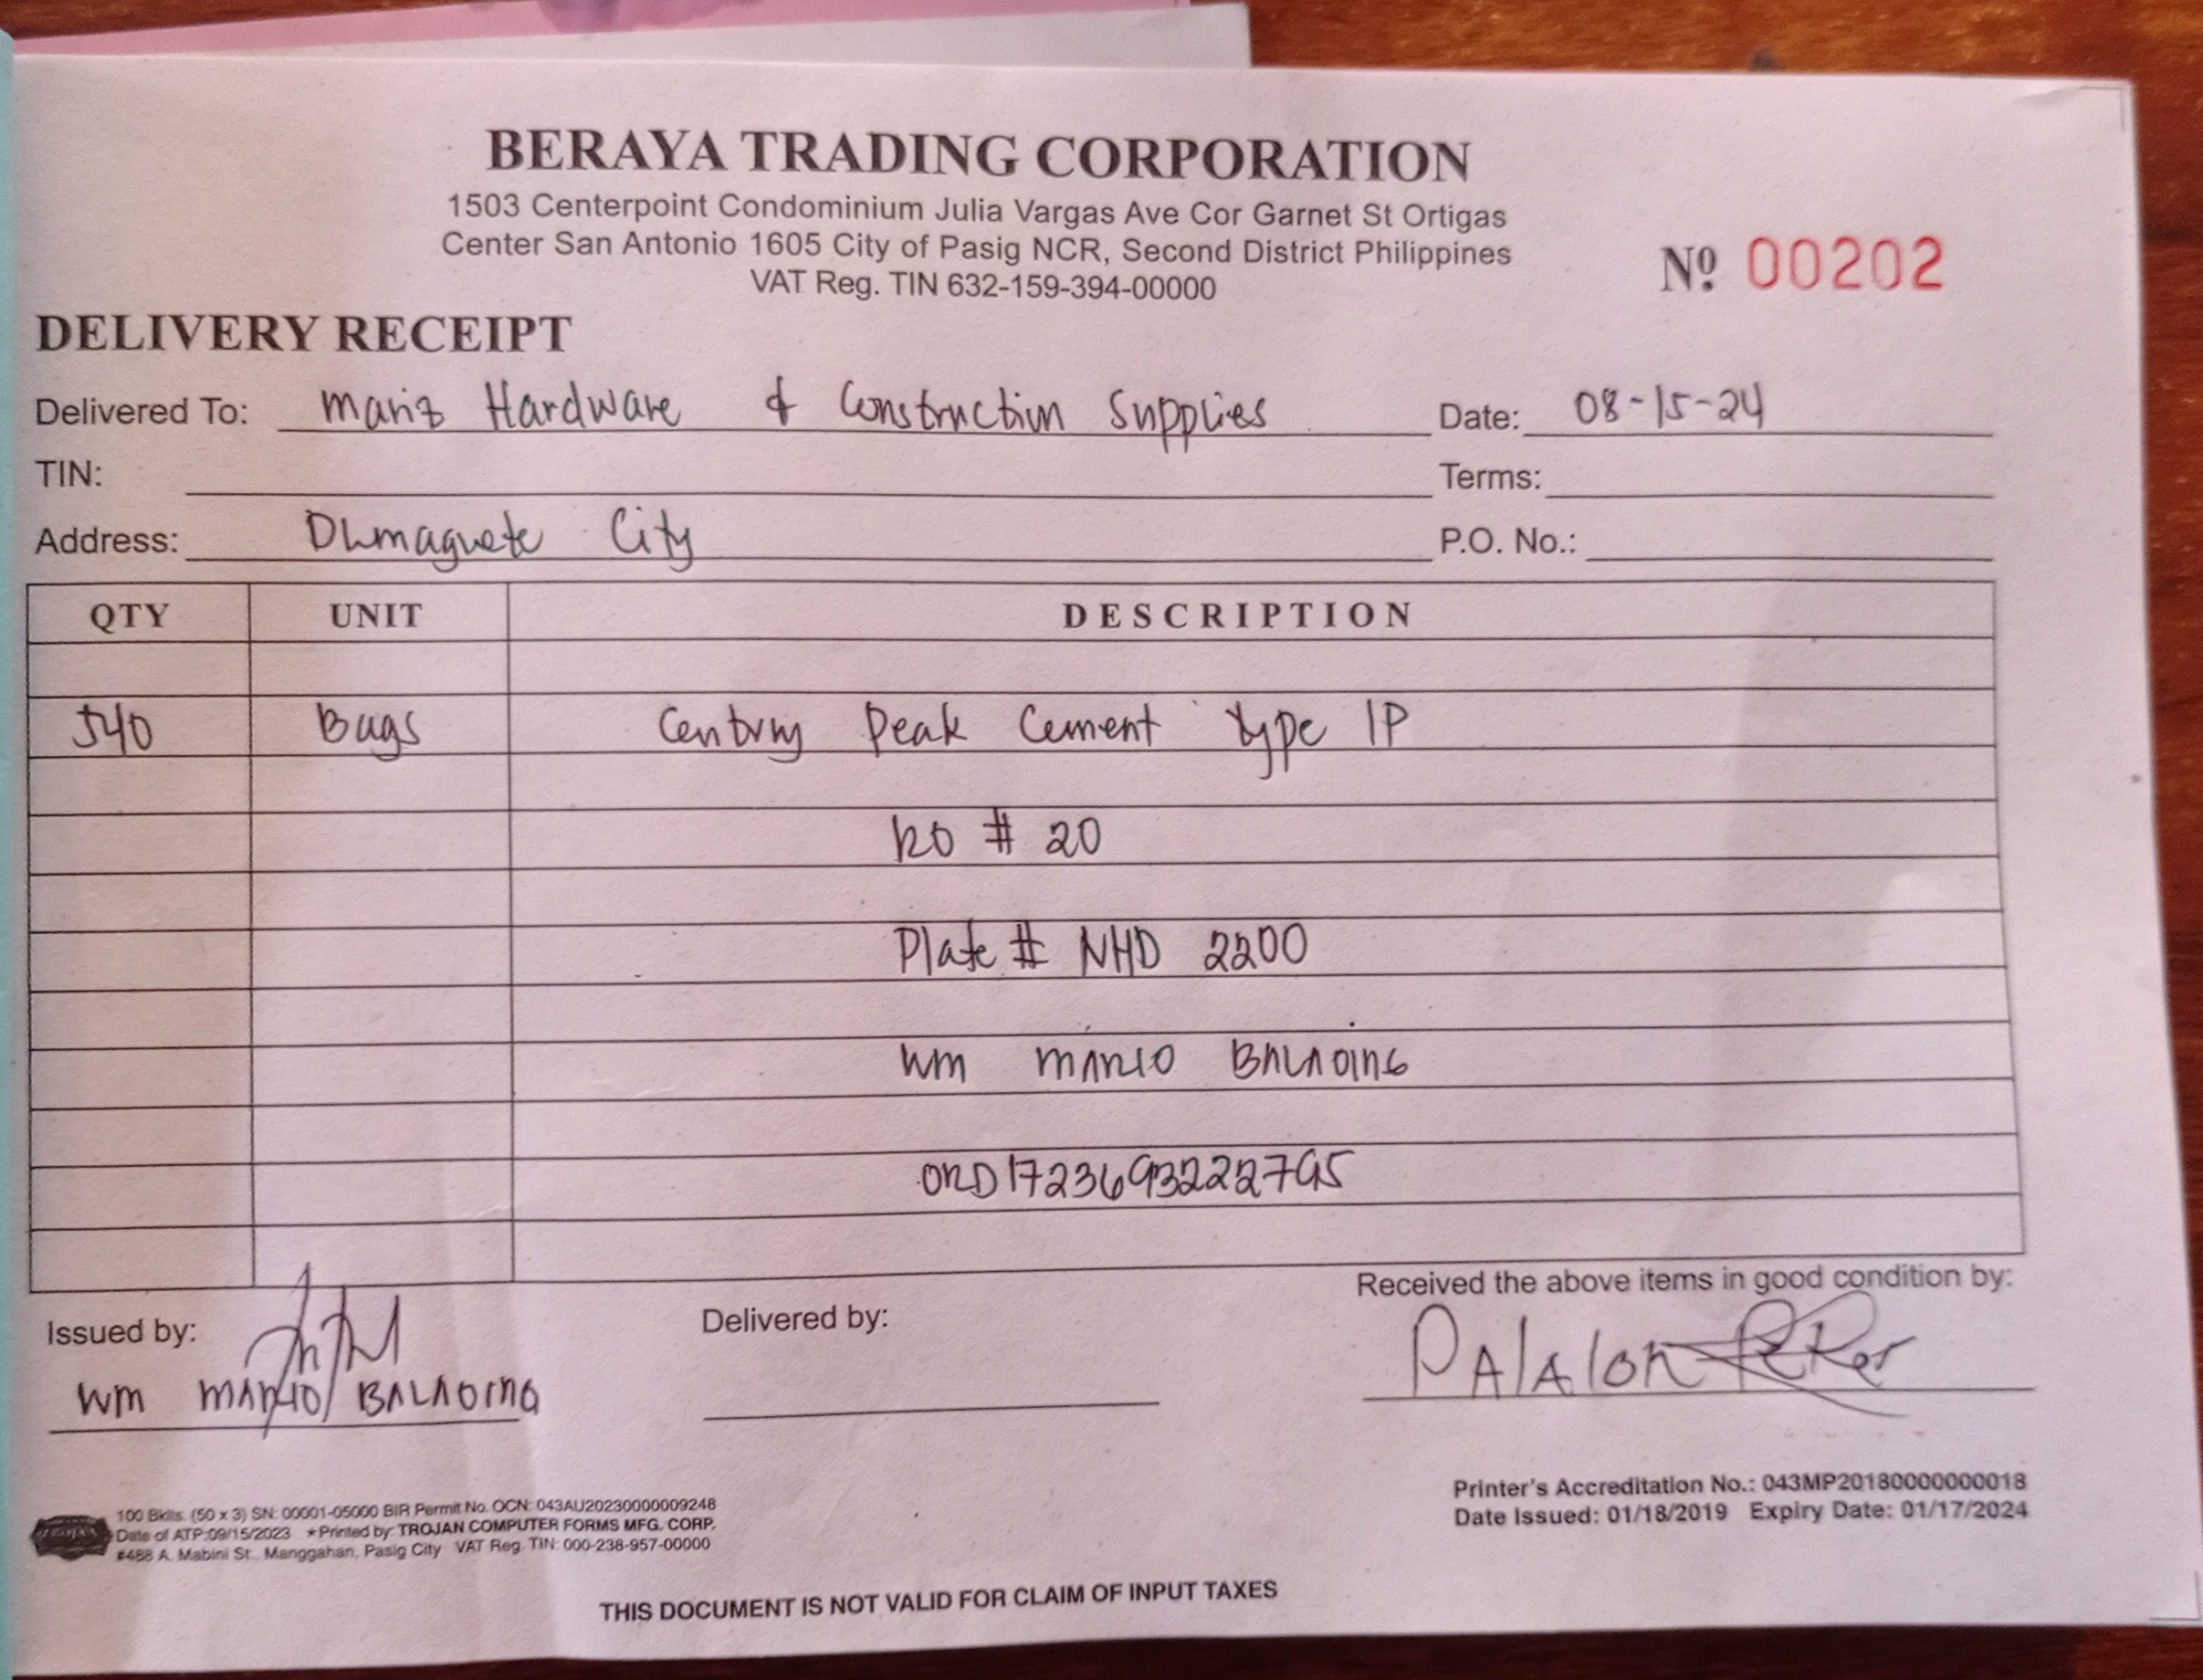 BERAYA TRADING CORPORATION
1503 Centerpoint Condominium Julia Vargas Ave Cor Garnet St Ortigas
Center San Antonio 1605 City of Pasig NCR, Second District Philippines
VAT Reg. TIN 632-159-394-00000
Nº 00202
DELIVERY RECEIPT
Delivered To: Mariz Hardware & Construction Supplies Date: 08-15-24
TIN: Terms:
Address: Dumaguete City P.O. No.:
QTY UNIT DESCRIPTION
540 Bags Century Peak Cement type 1P
RO # 20
Plate # NHD 2200
WM MARIO BALAOING
ORD1723693222795
Received the above items in good condition by:
Issued by: Delivered by:
WM MARIO BALAOING
PAlAlon
Printer's Accreditation No.: 043MP20180000000018
Date Issued: 01/18/2019 Expiry Date: 01/17/2024
100 Bklts. (50 x 3) SN: 00001-05000 BIR Permit No. OCN: 043AU20230000009248
Date of ATP:09/15/2023 *Printed by: TROJAN COMPUTER FORMS MFG. CORP.
#488 A. Mabini St., Manggahan, Pasig City VAT Reg. TIN: 000-238-957-00000
THIS DOCUMENT IS NOT VALID FOR CLAIM OF INPUT TAXES